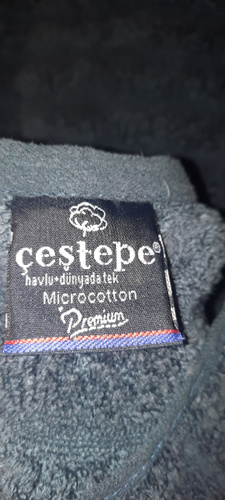 çeştepe®
havlu+dünyada tek
Microcotton
Premium